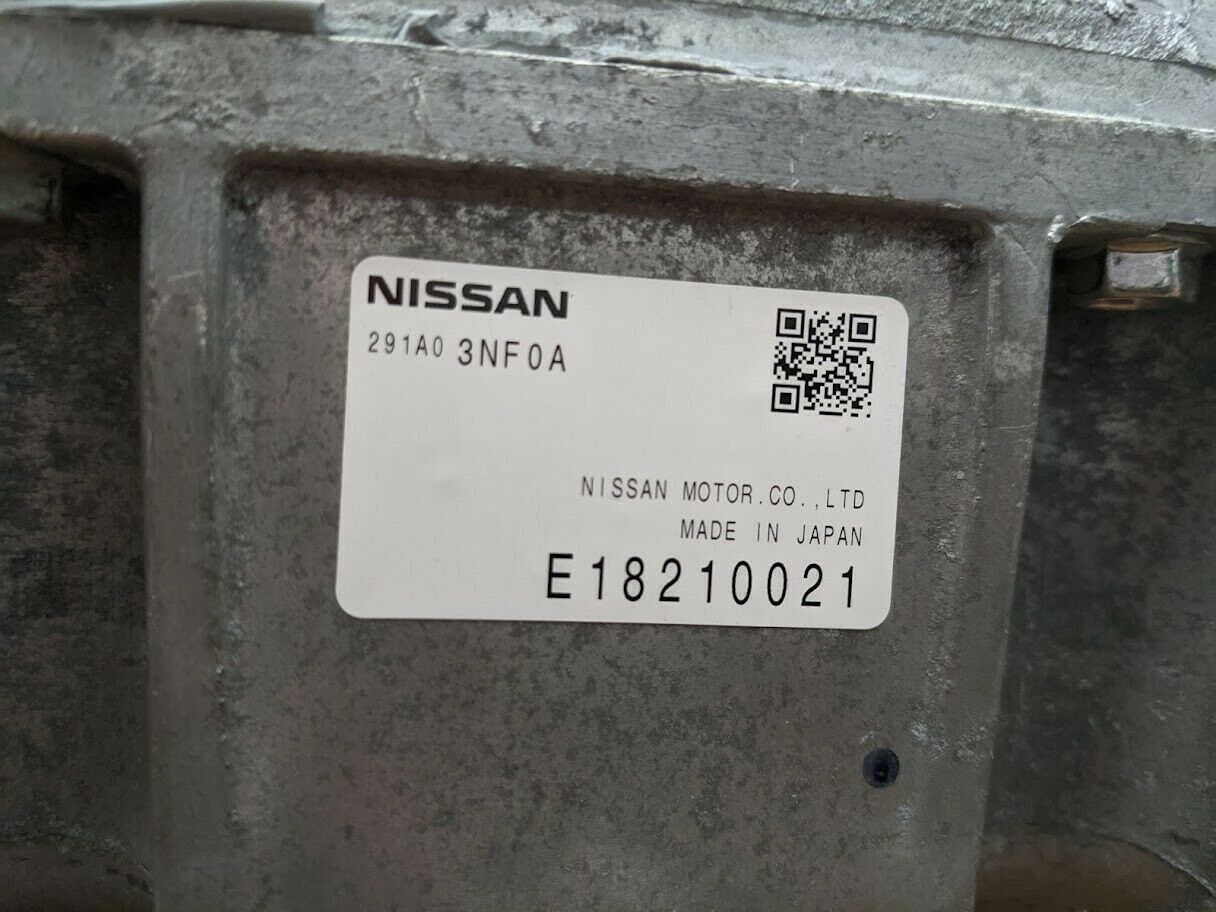 NISSAN
291A0 3NF0A
NISSAN MOTOR.CO.,LTD
MADE IN JAPAN
E18210021